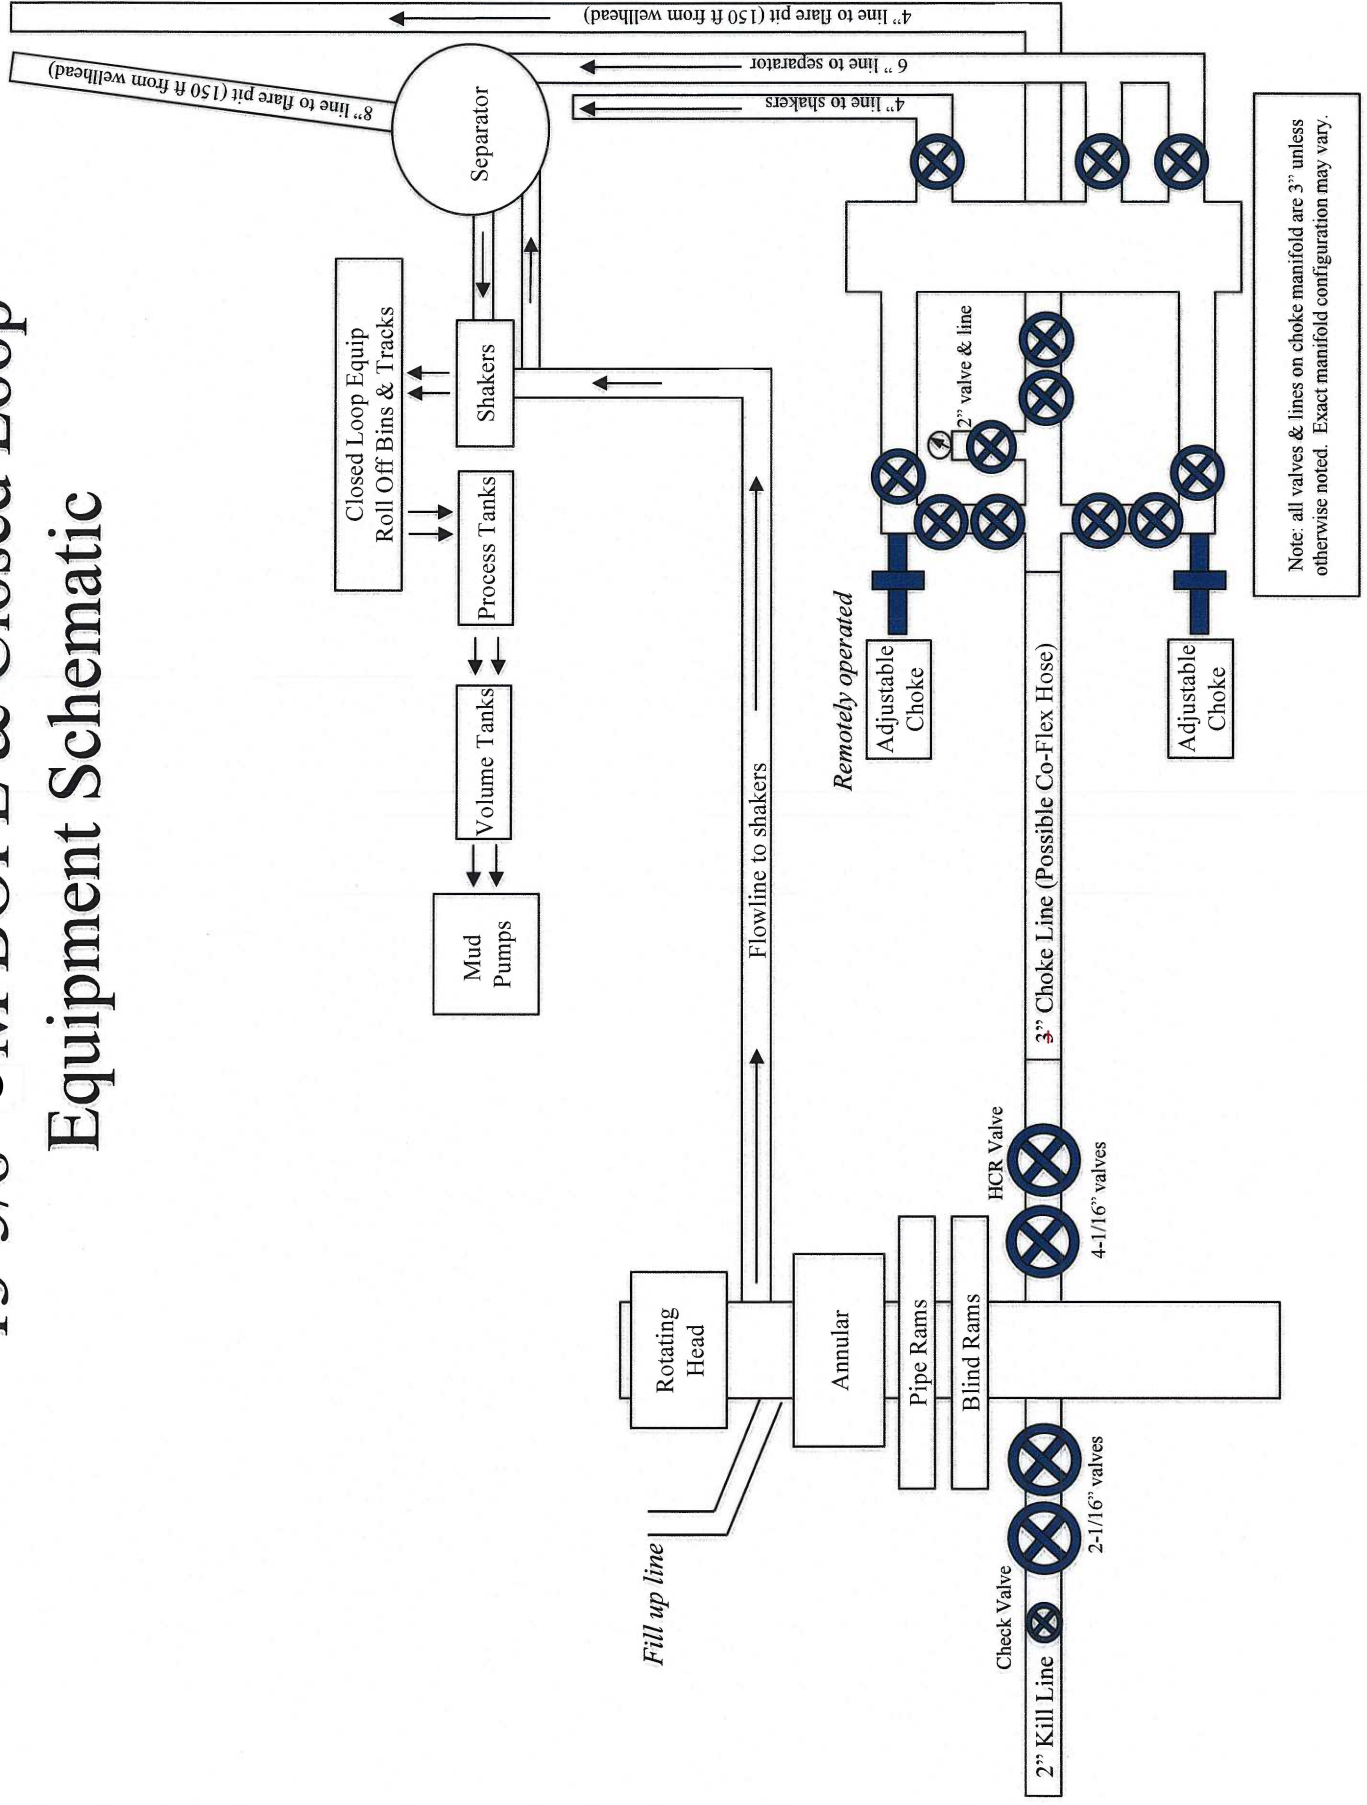 Equipment Schematic
4” line to flare pit (150 ft from wellhead)
8” line to flare pit (150 ft from wellhead)
Separator
6” line to separator
4” line to shakers
Closed Loop Equip
Roll Off Bins & Tracks
Shakers
Process Tanks
Volume Tanks
Mud
Pumps
Flowline to shakers
Fill up line
Rotating
Head
Annular
Pipe Rams
Blind Rams
2” valve & line
Remotely operated
Adjustable
Choke
Adjustable
Choke
HCR Valve
4-1/16” valves
3” Choke Line (Possible Co-Flex Hose)
Check Valve
2-1/16” valves
2” Kill Line
Note: all valves & lines on choke manifold are 3” unless
otherwise noted.  Exact manifold configuration may vary.